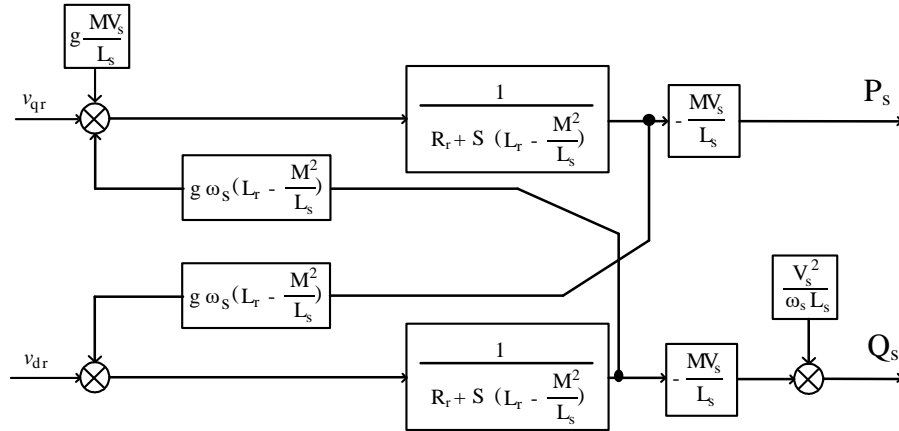 g MVs / Ls
vqr
1 / (Rr + S (Lr - M² / Ls))
- MVs / Ls
Ps
g ωs (Lr - M² / Ls)
g ωs (Lr - M² / Ls)
Vs² / ωs Ls
vdr
1 / (Rr + S (Lr - M² / Ls))
- MVs / Ls
Qs